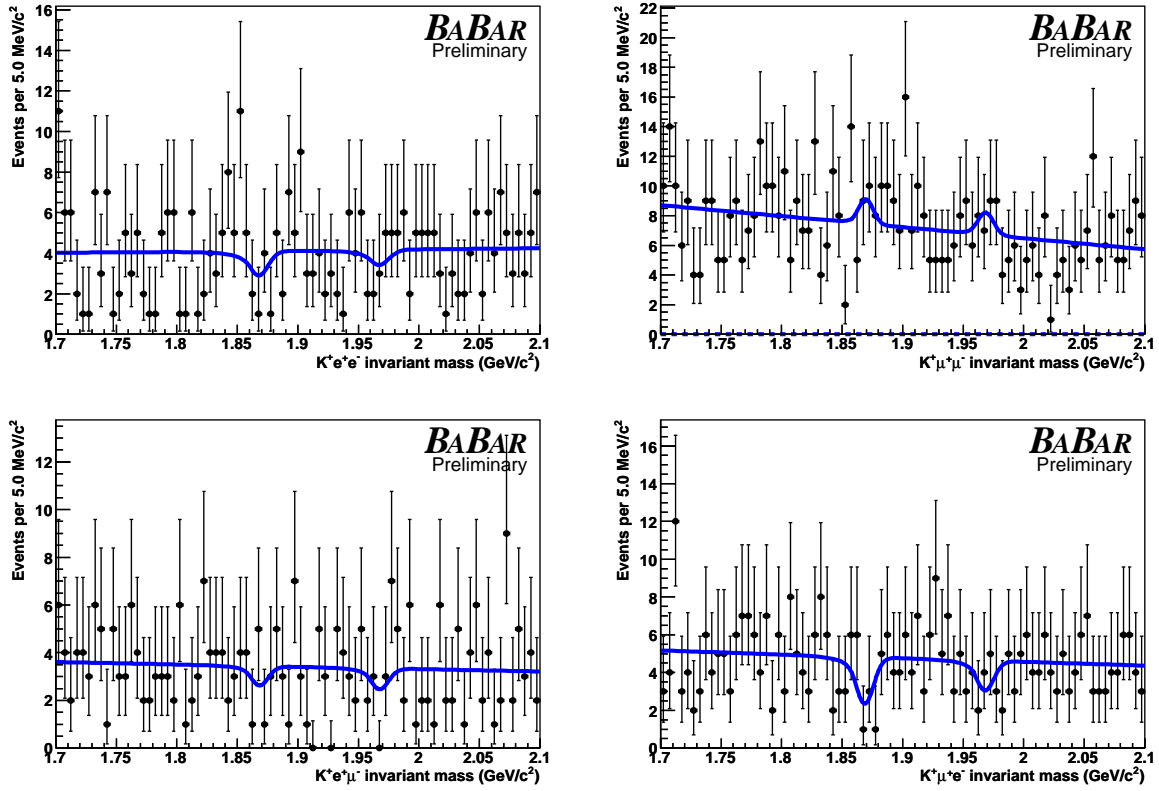 BABAR
Preliminary
Events per 5.0 MeV/c²
16
14
12
10
8
6
4
2
0
1.7 1.75 1.8 1.85 1.9 1.95 2 2.05 2.1
K⁺e⁺e⁻ invariant mass (GeV/c²)
BABAR
Preliminary
Events per 5.0 MeV/c²
22
20
18
16
14
12
10
8
6
4
2
0
1.7 1.75 1.8 1.85 1.9 1.95 2 2.05 2.1
K⁺μ⁺μ⁻ invariant mass (GeV/c²)
BABAR
Preliminary
Events per 5.0 MeV/c²
12
10
8
6
4
2
0
1.7 1.75 1.8 1.85 1.9 1.95 2 2.05 2.1
K⁺e⁺μ⁻ invariant mass (GeV/c²)
BABAR
Preliminary
Events per 5.0 MeV/c²
16
14
12
10
8
6
4
2
0
1.7 1.75 1.8 1.85 1.9 1.95 2 2.05 2.1
K⁺μ⁺e⁻ invariant mass (GeV/c²)